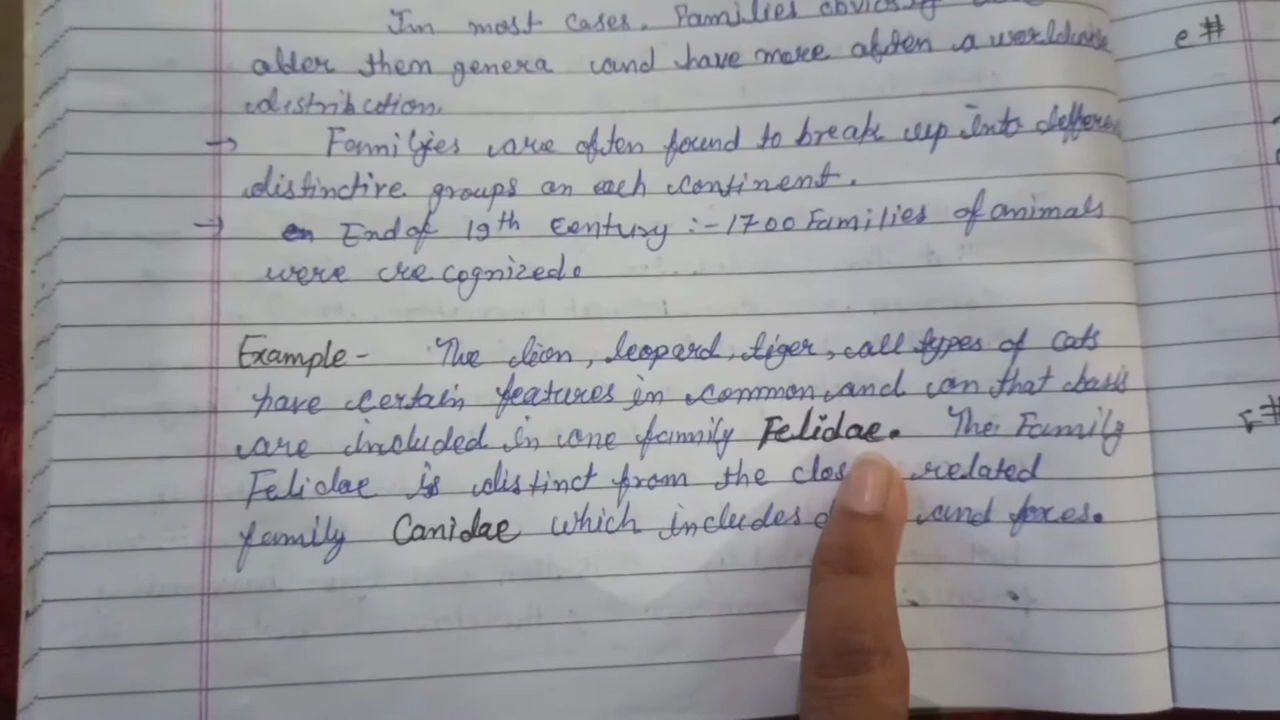 In most cases. Families
older them genera and have more often a worldwide
distribution.
→ Families are often found to break up into
distinctive groups on each continent.
→ End of 19th Century :- 1700 Families of animals
were recognized.
Example - The lion, leopard, tiger, all types of cats
have certain features in common and on that basis
are included in one family Felidae. The Family
Felidae is distinct from the related
family Canidae which includes and foxes.
e #